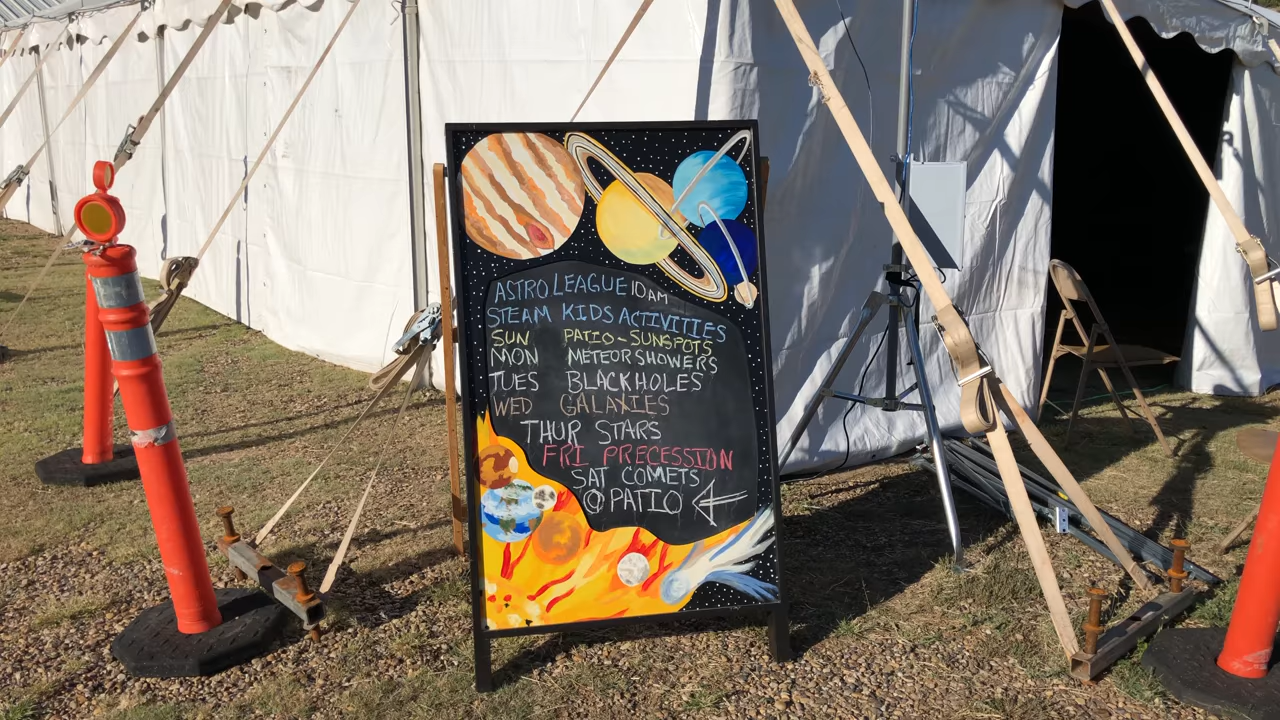 ASTRO LEAGUE 10AM
STEAM KIDS ACTIVITIES
SUN PATIO-SUNSPOTS
MON METEOR SHOWERS
TUES BLACKHOLES
WED GALAXIES
THUR STARS
FRI PRECESSION
SAT COMETS
@ PATIO